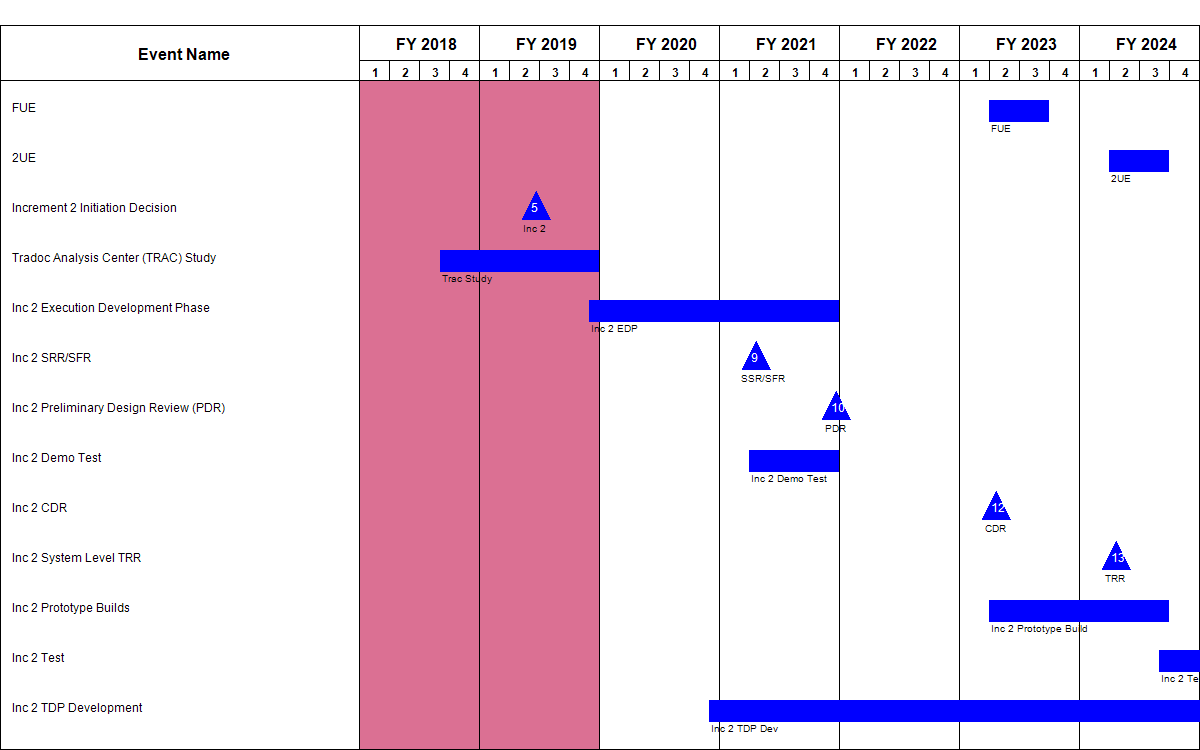 Event Name
FY 2018 FY 2019 FY 2020 FY 2021 FY 2022 FY 2023 FY 2024
1 2 3 4 1 2 3 4 1 2 3 4 1 2 3 4 1 2 3 4 1 2 3 4 1 2 3 4
FUE
FUE
2UE
2UE
Increment 2 Initiation Decision 5
Inc 2
Tradoc Analysis Center (TRAC) Study
Trac Study
Inc 2 Execution Development Phase
Inc 2 EDP
Inc 2 SRR/SFR 9
SSR/SFR
Inc 2 Preliminary Design Review (PDR) 10
PDR
Inc 2 Demo Test
Inc 2 Demo Test
Inc 2 CDR 12
CDR
Inc 2 System Level TRR 13
TRR
Inc 2 Prototype Builds
Inc 2 Prototype Build
Inc 2 Test
Inc 2 Te
Inc 2 TDP Development
Inc 2 TDP Dev